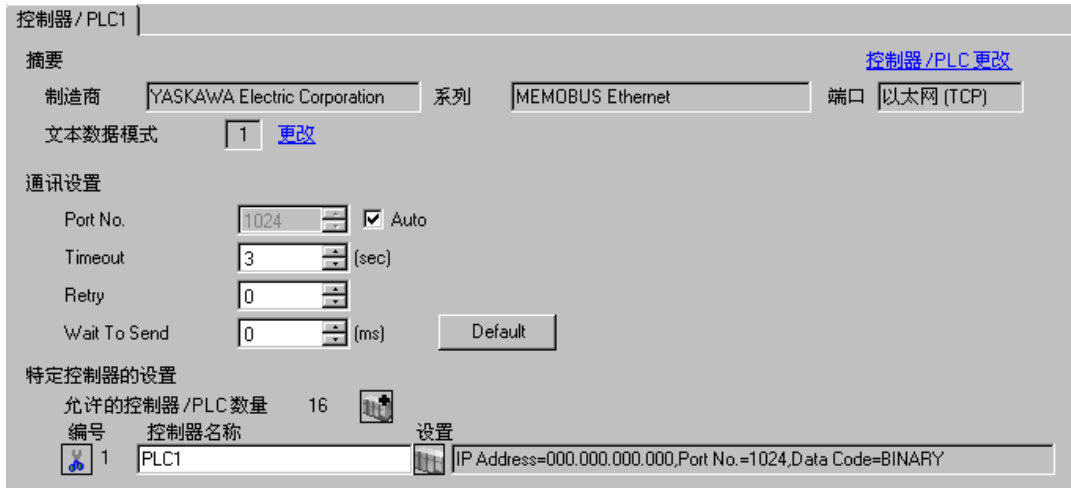 控制器/PLC1
摘要 控制器/PLC更改
制造商 YASKAWA Electric Corporation 系列 MEMOBUS Ethernet 端口 以太网 (TCP)
文本数据模式 1 更改
通讯设置
Port No. 1024 Auto
Timeout 3 (sec)
Retry 0
Wait To Send 0 (ms) Default
特定控制器的设置
允许的控制器/PLC数量 16
编号 控制器名称 设置
1 PLC1 IP Address=000.000.000.000,Port No.=1024,Data Code=BINARY